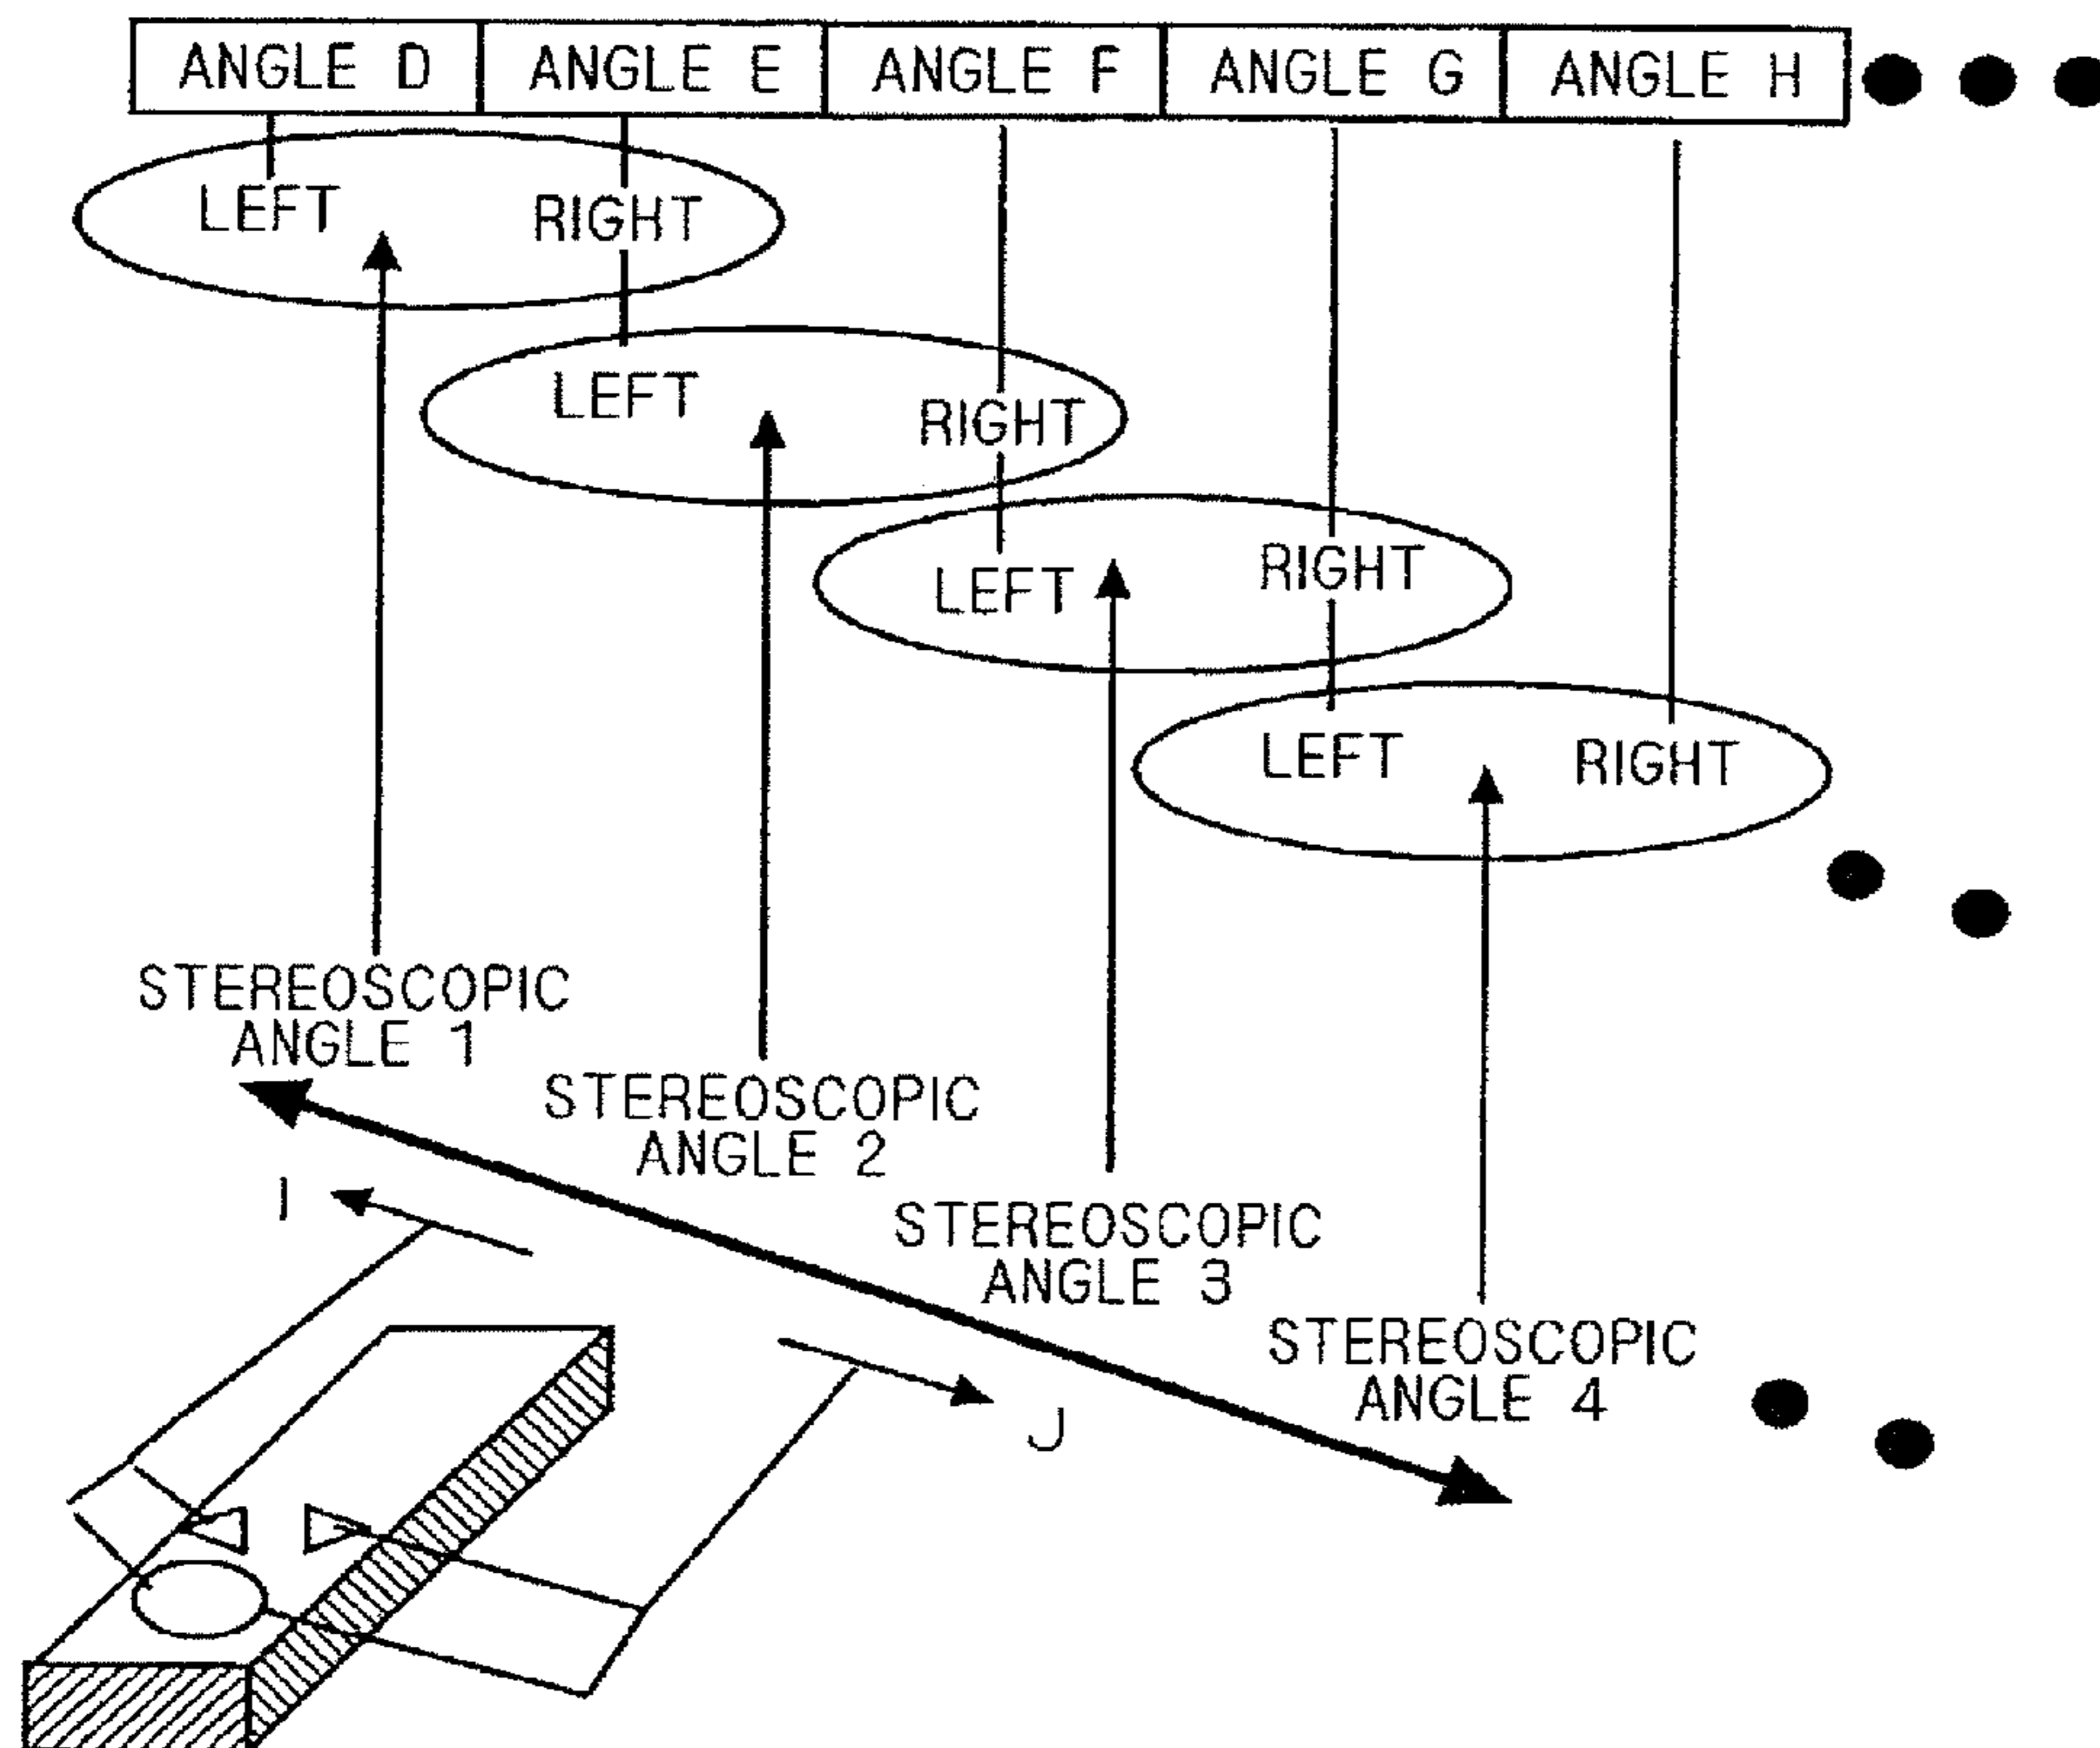 ANGLE D ANGLE E ANGLE F ANGLE G ANGLE H
LEFT RIGHT
LEFT RIGHT
LEFT RIGHT
LEFT RIGHT
STEREOSCOPIC
ANGLE 1
STEREOSCOPIC
ANGLE 2
STEREOSCOPIC
ANGLE 3
STEREOSCOPIC
ANGLE 4
I
J